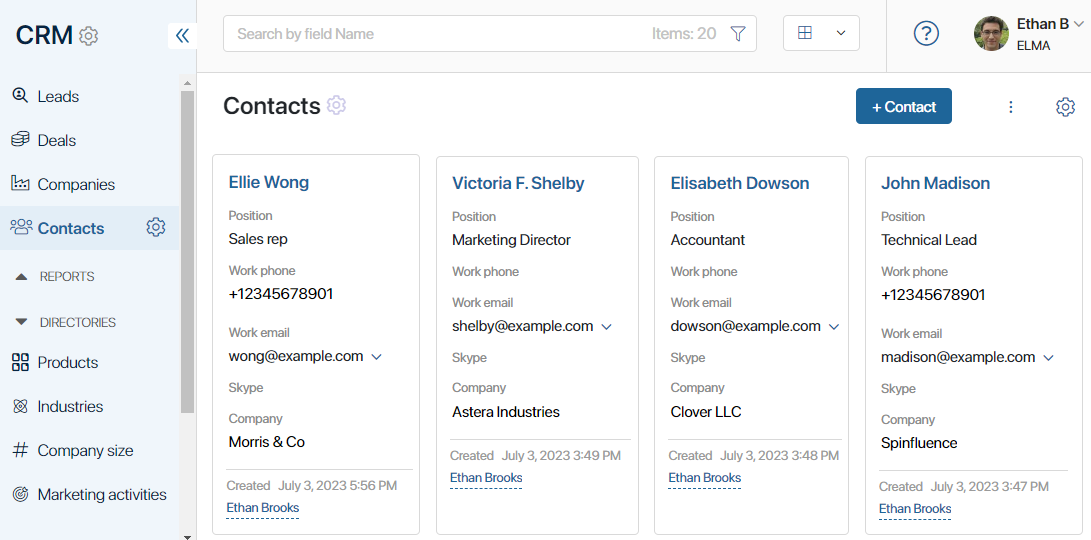 CRM
Search by field Name
Items: 20
Ethan B
ELMA
Leads
Deals
Companies
Contacts
REPORTS
DIRECTORIES
Products
Industries
Company size
Marketing activities
Contacts
+ Contact
Ellie Wong
Position
Sales rep
Work phone
+12345678901
Work email
wong@example.com
Skype
Company
Morris & Co
Created July 3, 2023 5:56 PM
Ethan Brooks
Victoria F. Shelby
Position
Marketing Director
Work phone
Work email
shelby@example.com
Skype
Company
Astera Industries
Created July 3, 2023 3:49 PM
Ethan Brooks
Elisabeth Dowson
Position
Accountant
Work phone
Work email
dowson@example.com
Skype
Company
Clover LLC
Created July 3, 2023 3:48 PM
Ethan Brooks
John Madison
Position
Technical Lead
Work phone
+12345678901
Work email
madison@example.com
Skype
Company
Spinfluence
Created July 3, 2023 3:47 PM
Ethan Brooks